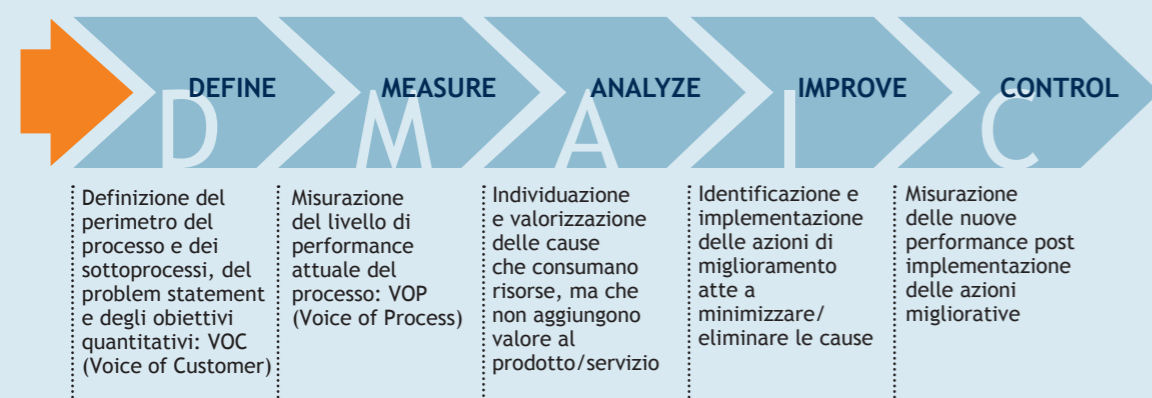 DEFINE
MEASURE
ANALYZE
IMPROVE
CONTROL
D
M
A
I
C
Definizione del
perimetro del
processo e dei
sottoprocessi, del
problem statement
e degli obiettivi
quantitativi: VOC
(Voice of Customer)
Misurazione
del livello di
performance
attuale del
processo: VOP
(Voice of Process)
Individuazione
e valorizzazione
delle cause
che consumano
risorse, ma che
non aggiungono
valore al
prodotto/servizio
Identificazione e
implementazione
delle azioni di
miglioramento
atte a
minimizzare/
eliminare le cause
Misurazione
delle nuove
performance post
implementazione
delle azioni
migliorative